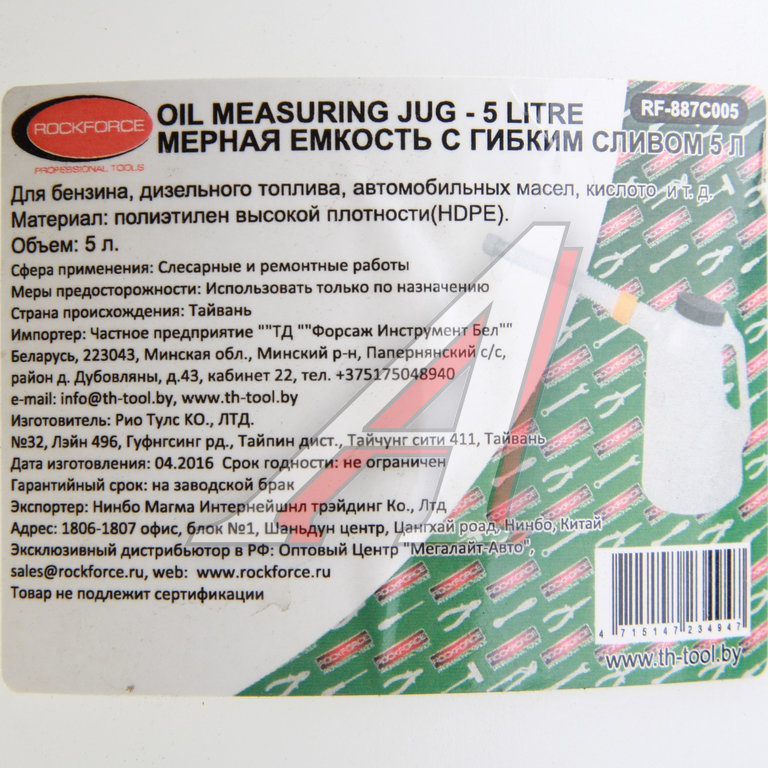 ROCKFORCE
PROFESSIONAL TOOLS
OIL MEASURING JUG - 5 LITRE
RF-887C005
МЕРНАЯ ЕМКОСТЬ С ГИБКИМ СЛИВОМ 5 Л
Для бензина, дизельного топлива, автомобильных масел, кислото и т. д.
Материал: полиэтилен высокой плотности(HDPE).
Объем: 5 л.
Сфера применения: Слесарные и ремонтные работы
Меры предосторожности: Использовать только по назначению
Страна происхождения: Тайвань
Импортер: Частное предприятие ""ТД ""Форсаж Инструмент Бел""
Беларусь, 223043, Минская обл., Минский р-н, Папернянский с/с,
район д. Дубовляны, д.43, кабинет 22, тел. +375175048940
e-mail: info@th-tool.by, www.th-tool.by
Изготовитель: Рио Тулс КО., ЛТД.
№32, Лэйн 496, Гуфнгсинг рд., Тайпин дист., Тайчунг сити 411, Тайвань
Дата изготовления: 04.2016 Срок годности: не ограничен
Гарантийный срок: на заводской брак
Экспортер: Нинбо Магма Интернейшнл трэйдинг Ко., Лтд
Адрес: 1806-1807 офис, блок №1, Шаньдун центр, Цангхай роад, Нинбо, Китай
Эксклюзивный дистрибьютор в РФ: Оптовый Центр "Мегалайт-Авто",
sales@rockforce.ru, web: www.rockforce.ru
Товар не подлежит сертификации
4715147234947
www.th-tool.by